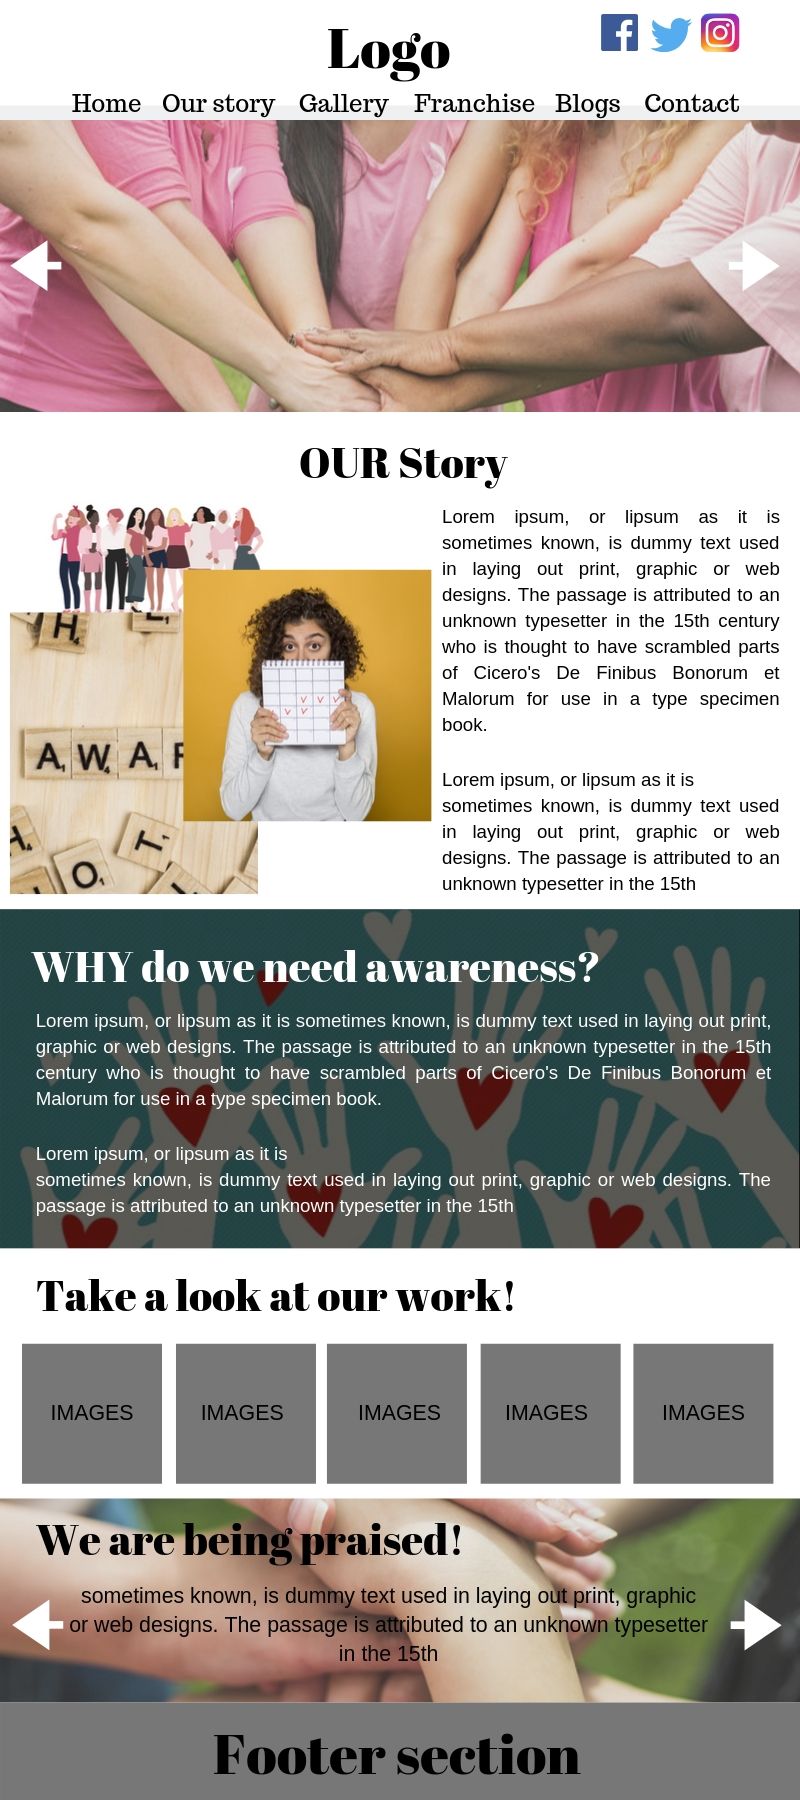 Logo
Home Our story Gallery Franchise Blogs Contact
OUR Story
Lorem ipsum, or lipsum as it is
sometimes known, is dummy text used
in laying out print, graphic or web
designs. The passage is attributed to an
unknown typesetter in the 15th century
who is thought to have scrambled parts
of Cicero's De Finibus Bonorum et
Malorum for use in a type specimen
book.
Lorem ipsum, or lipsum as it is
sometimes known, is dummy text used
in laying out print, graphic or web
designs. The passage is attributed to an
unknown typesetter in the 15th
H
A1 W4 A1
H
O1 T1
WHY do we need awareness?
Lorem ipsum, or lipsum as it is sometimes known, is dummy text used in laying out print,
graphic or web designs. The passage is attributed to an unknown typesetter in the 15th
century who is thought to have scrambled parts of Cicero's De Finibus Bonorum et
Malorum for use in a type specimen book.
Lorem ipsum, or lipsum as it is
sometimes known, is dummy text used in laying out print, graphic or web designs. The
passage is attributed to an unknown typesetter in the 15th
Take a look at our work!
IMAGES IMAGES IMAGES IMAGES IMAGES
We are being praised!
sometimes known, is dummy text used in laying out print, graphic
or web designs. The passage is attributed to an unknown typesetter
in the 15th
Footer section